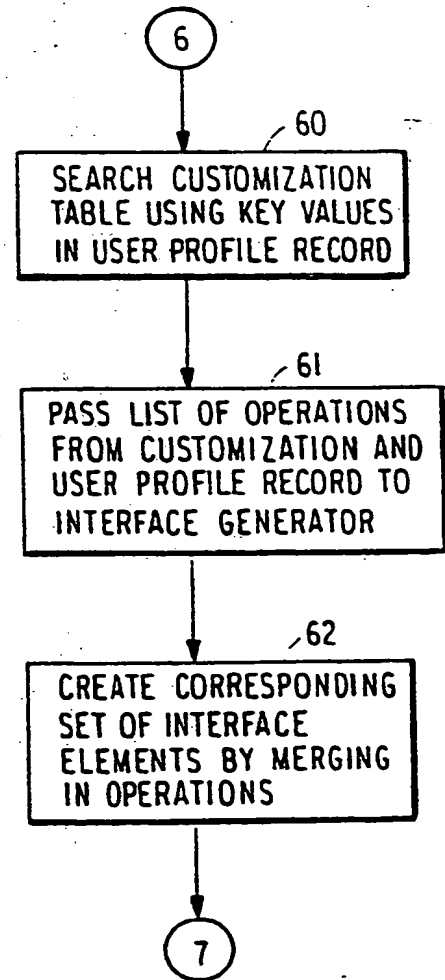 6
60
SEARCH CUSTOMIZATION
TABLE USING KEY VALUES
IN USER PROFILE RECORD
61
PASS LIST OF OPERATIONS
FROM CUSTOMIZATION AND
USER PROFILE RECORD TO
INTERFACE GENERATOR
62
CREATE CORRESPONDING
SET OF INTERFACE
ELEMENTS BY MERGING
IN OPERATIONS
7